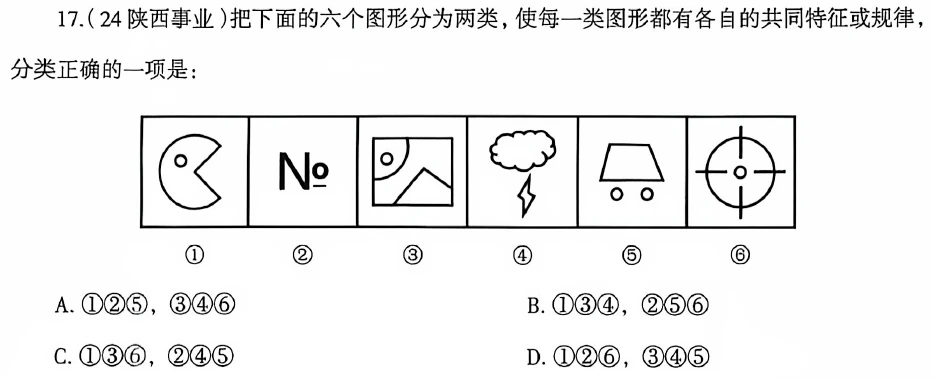 17.(24陕西事业)把下面的六个图形分为两类,使每一类图形都有各自的共同特征或规律,
分类正确的一项是:
№
① ② ③ ④ ⑤ ⑥
A. ①②⑤, ③④⑥ B. ①③④, ②⑤⑥
C. ①③⑥, ②④⑤ D. ①②⑥, ③④⑤